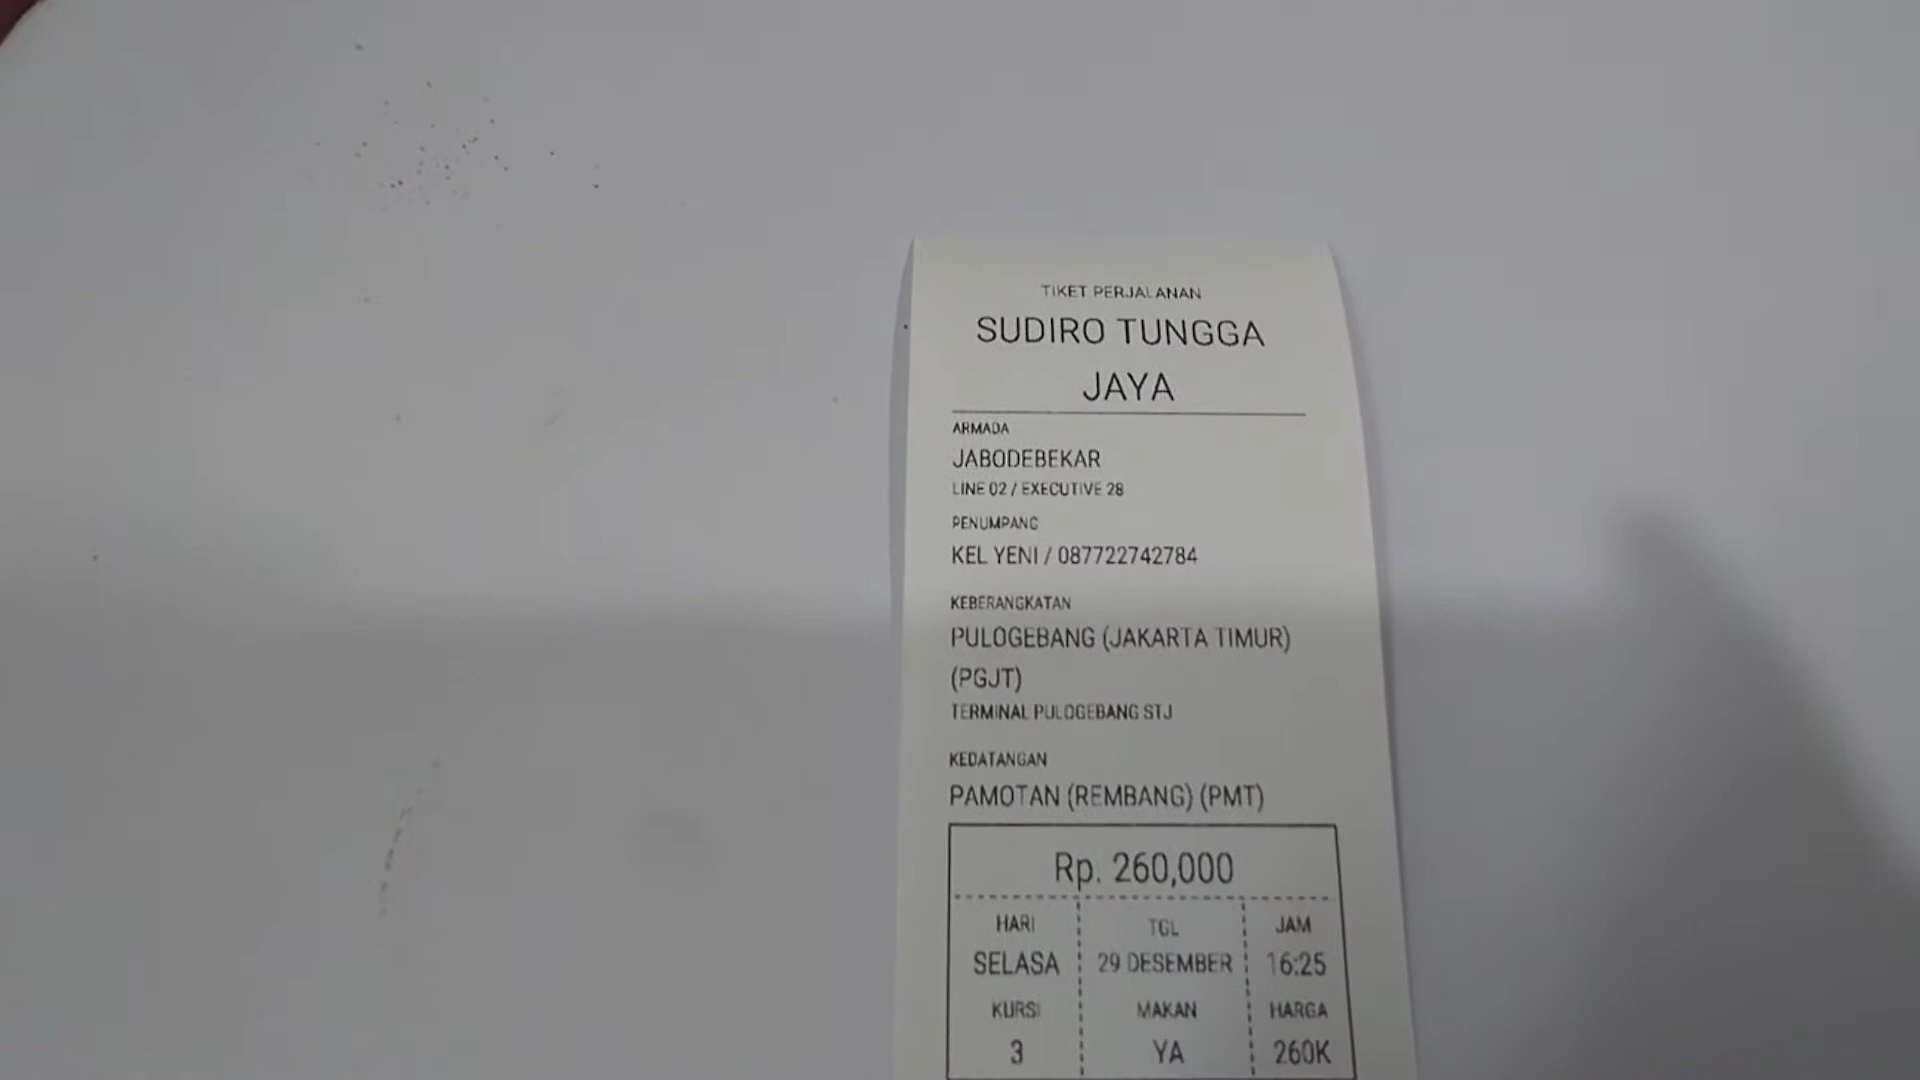 TIKET PERJALANAN
SUDIRO TUNGGA
JAYA
ARMADA
JABODEBEKAR
LINE 02 / EXECUTIVE 28
PENUMPANG
KEL YENI / 087722742784
KEBERANGKATAN
PULOGEBANG (JAKARTA TIMUR)
(PGJT)
TERMINAL PULOGEBANG STJ
KEDATANGAN
PAMOTAN (REMBANG) (PMT)
Rp. 260,000
HARI TGL JAM
SELASA 29 DESEMBER 16:25
KURSI MAKAN HARGA
3 YA 260K